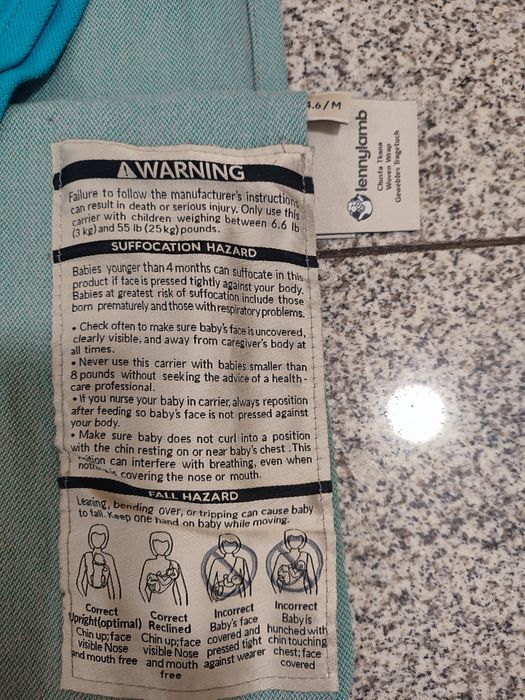 4.6/M
lennylamb
Chusta Tkana
Woven Wrap
Gewebtes Tragetuch
WARNING
Failure to follow the manufacturer's instructions
can result in death or serious injury. Only use this
carrier with children weighing between 6.6 lb
(3 kg) and 55 lb (25kg) pounds.
SUFFOCATION HAZARD
Babies younger than 4 months can suffocate in this
product if face is pressed tightly against your body.
Babies at greatest risk of suffocation include those
born prematurely and those with respiratory problems.
• Check often to make sure baby's face is uncovered,
clearly visible, and away from caregiver's body at
all times.
• Never use this carrier with babies smaller than
8 pounds without seeking the advice of a health-
care professional.
• If you nurse your baby in carrier, always reposition
after feeding so baby's face is not pressed against
your body.
• Make sure baby does not curl into a position
with the chin resting on or near baby's chest .This
can interfere with breathing, even when
is covering the nose or mouth.
FALL HAZARD
Leaning, bending over, or tripping can cause baby
to fall. Keep one hand on baby while moving.
Correct
Upright(optimal)
Chin up; face
visible Nose
and mouth free
Correct
Reclined
Chin up; face
visible Nose
and mouth
free
Incorrect
Baby's face
covered and
pressed tight
against wearer
Incorrect
Baby is
hunched with
chin touching
chest; face
covered